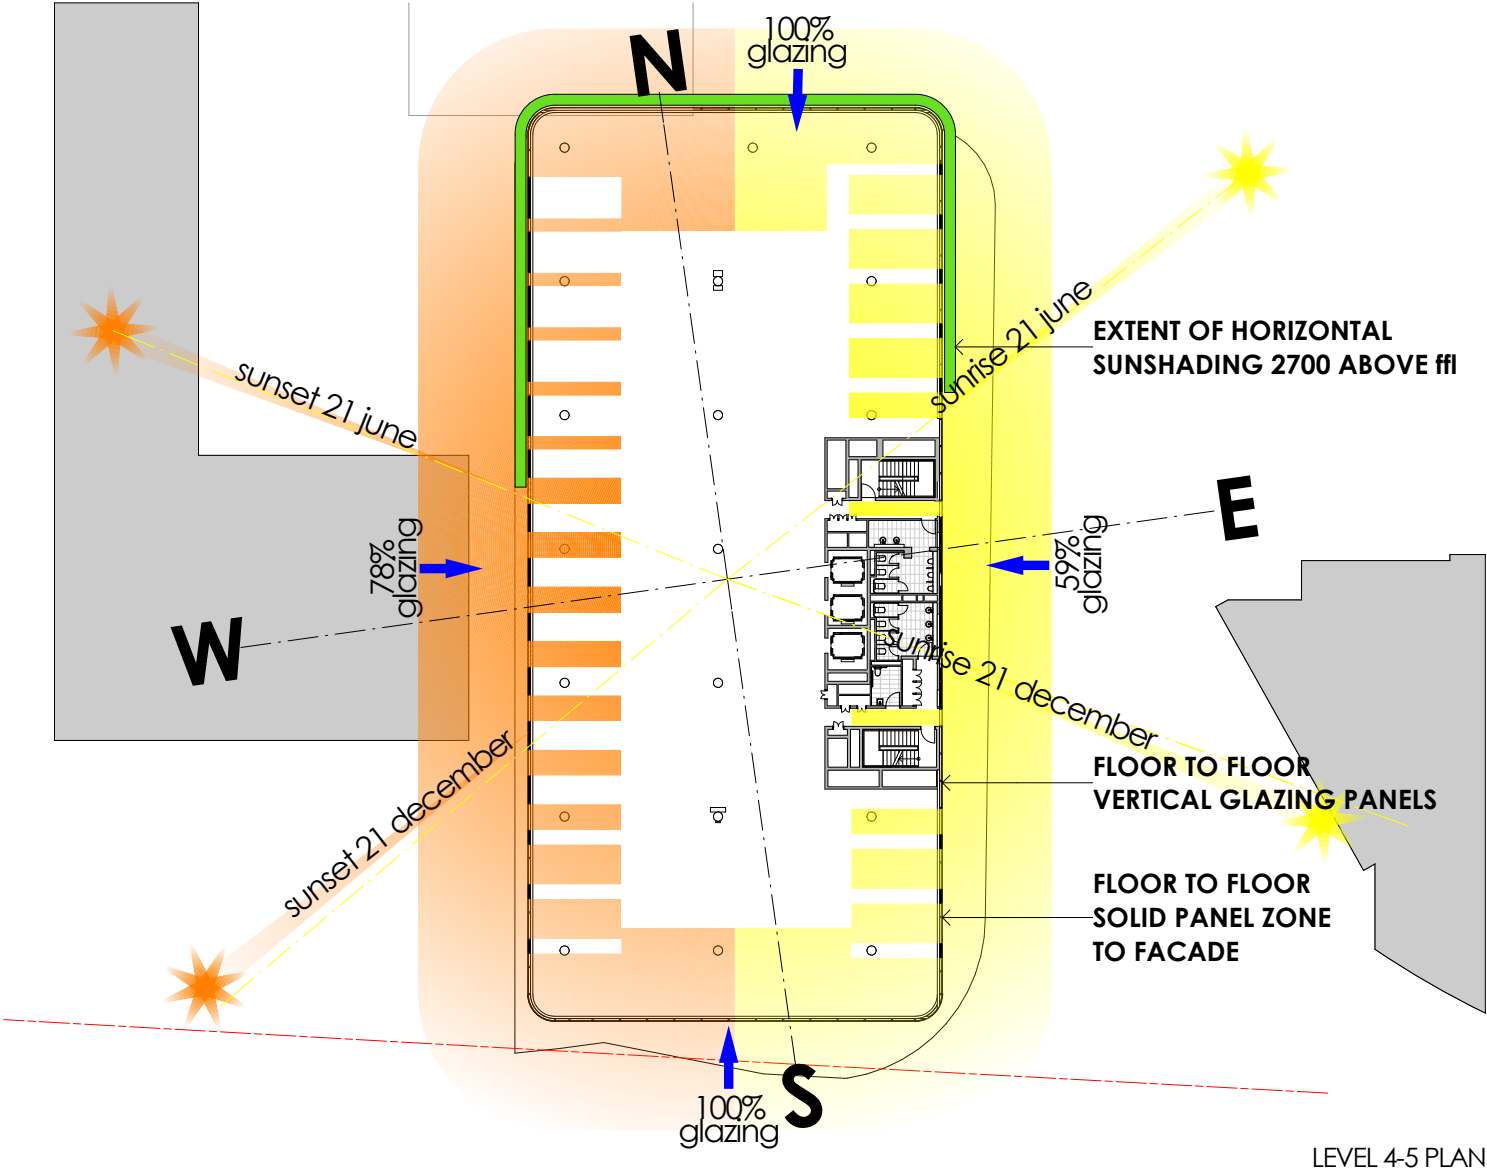 100%
glazing
N
sunrise 21 june
EXTENT OF HORIZONTAL
SUNSHADING 2700 ABOVE ffl
sunset 21 june
E
78%
glazing
59%
glazing
W
sunrise 21 december
sunset 21 december
FLOOR TO FLOOR
VERTICAL GLAZING PANELS
FLOOR TO FLOOR
SOLID PANEL ZONE
TO FACADE
S
100%
glazing
LEVEL 4-5 PLAN